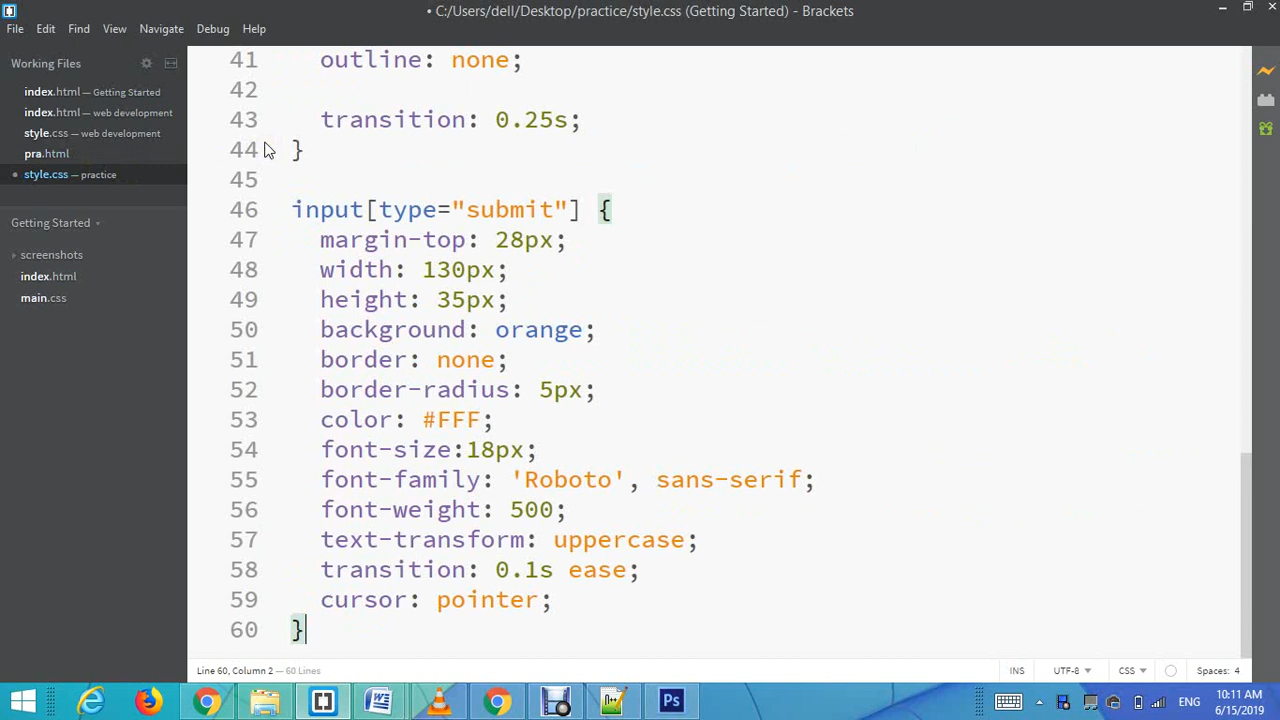 • C:/Users/dell/Desktop/practice/style.css (Getting Started) - Brackets
File Edit Find View Navigate Debug Help
Working Files
index.html — Getting Started
index.html — web development
style.css — web development
pra.html
• style.css — practice
Getting Started
screenshots
index.html
main.css
41 outline: none;
42
43 transition: 0.25s;
44 }
45
46 input[type="submit"] {
47 margin-top: 28px;
48 width: 130px;
49 height: 35px;
50 background: orange;
51 border: none;
52 border-radius: 5px;
53 color: #FFF;
54 font-size:18px;
55 font-family: 'Roboto', sans-serif;
56 font-weight: 500;
57 text-transform: uppercase;
58 transition: 0.1s ease;
59 cursor: pointer;
60 }
Line 60, Column 2 — 60 Lines
INS UTF-8 CSS Spaces: 4
Ps
ENG
10:11 AM
6/15/2019